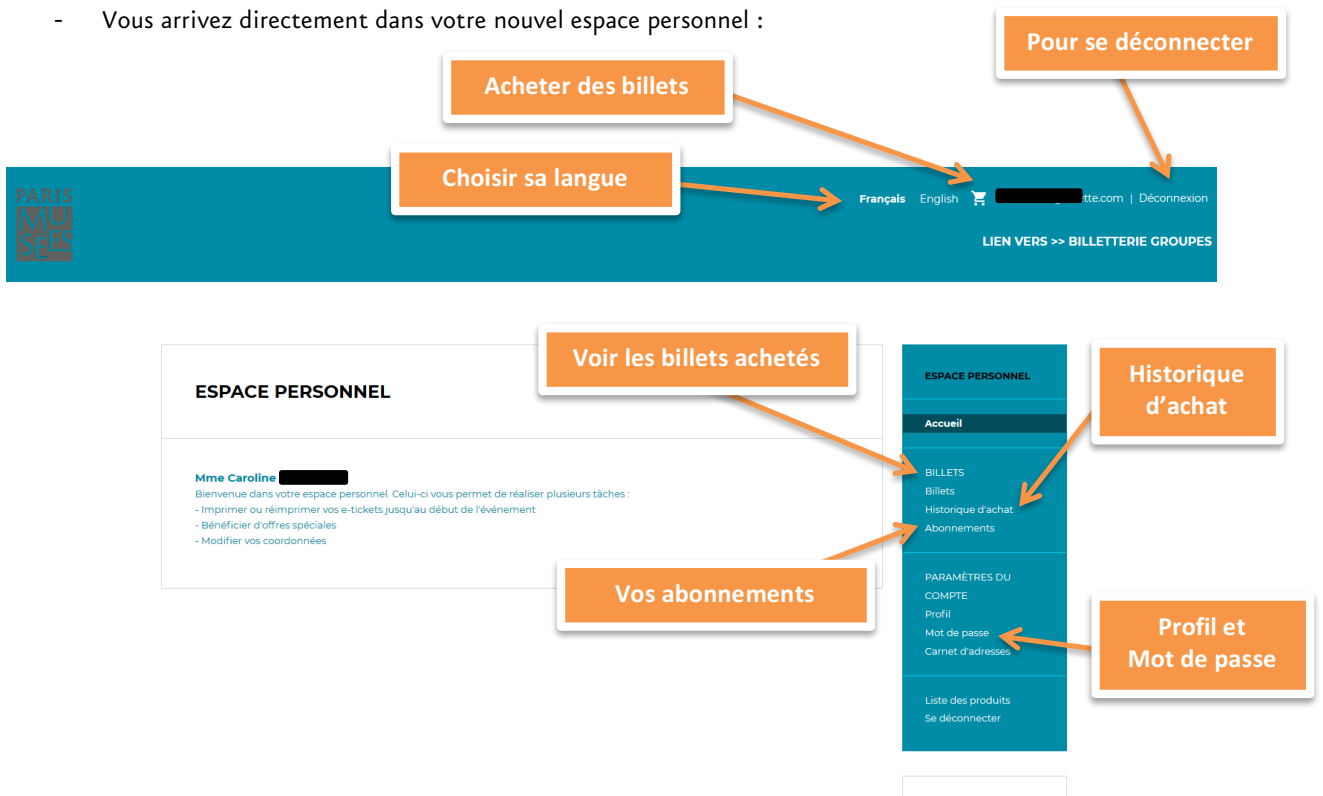 - Vous arrivez directement dans votre nouvel espace personnel :
Pour se déconnecter
Acheter des billets
Choisir sa langue
PARIS
MUSÉES
Français English ette.com | Déconnexion
LIEN VERS >> BILLETTERIE GROUPES
Voir les billets achetés
Historique
d'achat
ESPACE PERSONNEL
Mme Caroline
Bienvenue dans votre espace personnel. Celui-ci vous permet de réaliser plusieurs tâches :
- Imprimer ou réimprimer vos e-tickets jusqu'au début de l'événement
- Bénéficier d'offres spéciales
- Modifier vos coordonnées
Vos abonnements
ESPACE PERSONNEL
Accueil
BILLETS
Billets
Historique d'achat
Abonnements
PARAMÈTRES DU
COMPTE
Profil
Mot de passe
Carnet d'adresses
Liste des produits
Se déconnecter
Profil et
Mot de passe